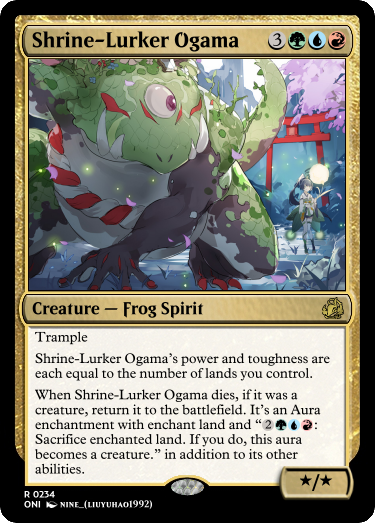 Shrine-Lurker Ogama 3
Creature — Frog Spirit
Trample
Shrine-Lurker Ogama's power and toughness are
each equal to the number of lands you control.
When Shrine-Lurker Ogama dies, if it was a
creature, return it to the battlefield. It's an Aura
enchantment with enchant land and “2 :
Sacrifice enchanted land. If you do, this aura
becomes a creature.” in addition to its other
abilities.
★/★
R 0234
ONI NINE_(LIUYUHAO1992)